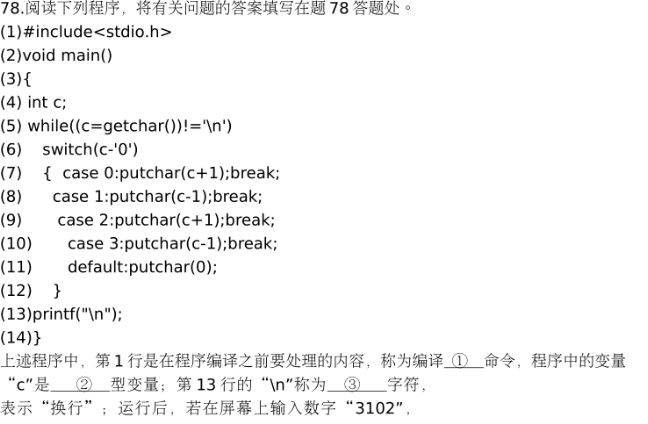 78.阅读下列程序，将有关问题的答案填写在题 78 答题处。
(1)#include<stdio.h>
(2)void main()
(3){
(4) int c;
(5) while((c=getchar())!='\n')
(6) switch(c-'0')
(7) { case 0:putchar(c+1);break;
(8) case 1:putchar(c-1);break;
(9) case 2:putchar(c+1);break;
(10) case 3:putchar(c-1);break;
(11) default:putchar(0);
(12) }
(13)printf("\n");
(14)}
上述程序中，第 1 行是在程序编译之前要处理的内容，称为编译__①__命令，程序中的变量
“c”是___②__型变量；第 13 行的“\n”称为__③____字符，
表示“换行”；运行后，若在屏幕上输入数字“3102”，